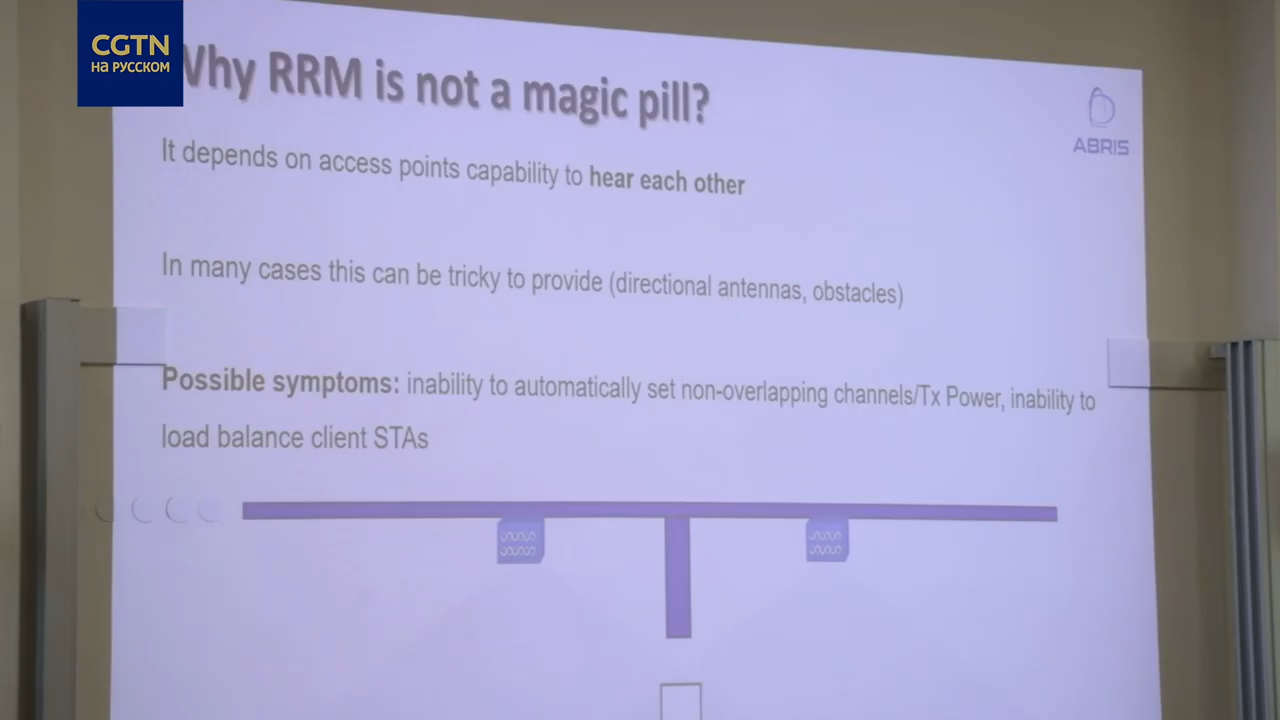 CGTN
на русском
Why RRM is not a magic pill?
ABRIS
It depends on access points capability to hear each other
In many cases this can be tricky to provide (directional antennas, obstacles)
Possible symptoms: inability to automatically set non-overlapping channels/Tx Power, inability to
load balance client STAs